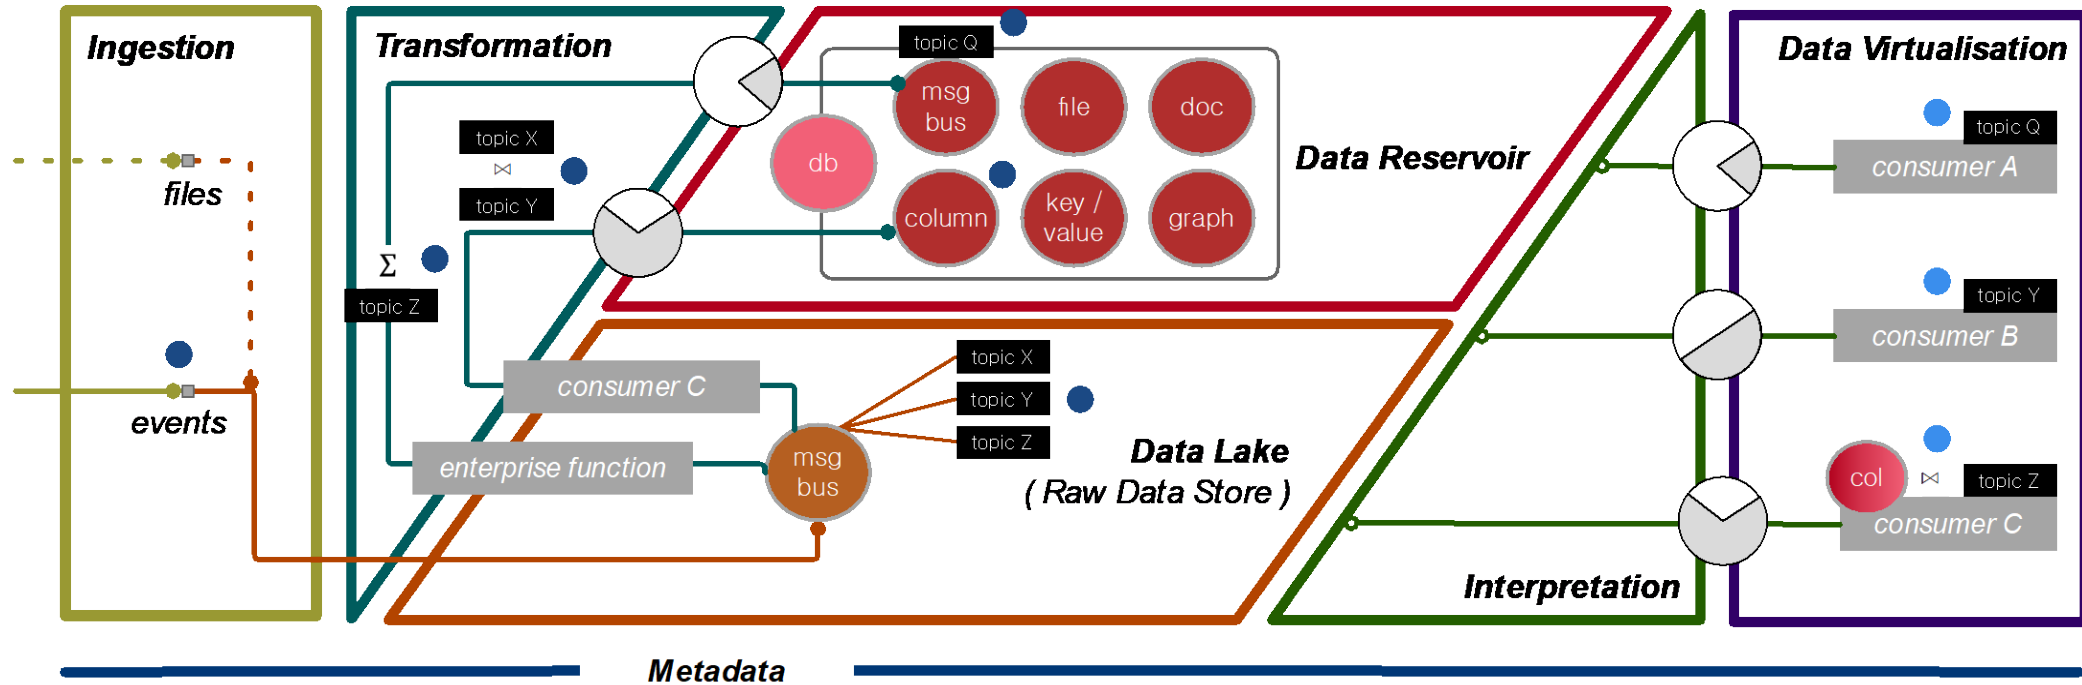 Ingestion
files
events
Transformation
topic X
⋈
topic Y
Σ
topic Z
topic Q
msg
bus
file
doc
db
column
key /
value
graph
Data Reservoir
consumer C
enterprise function
msg
bus
topic X
topic Y
topic Z
Data Lake
( Raw Data Store )
Interpretation
Data Virtualisation
topic Q
consumer A
topic Y
consumer B
col ⋈ topic Z
consumer C
Metadata